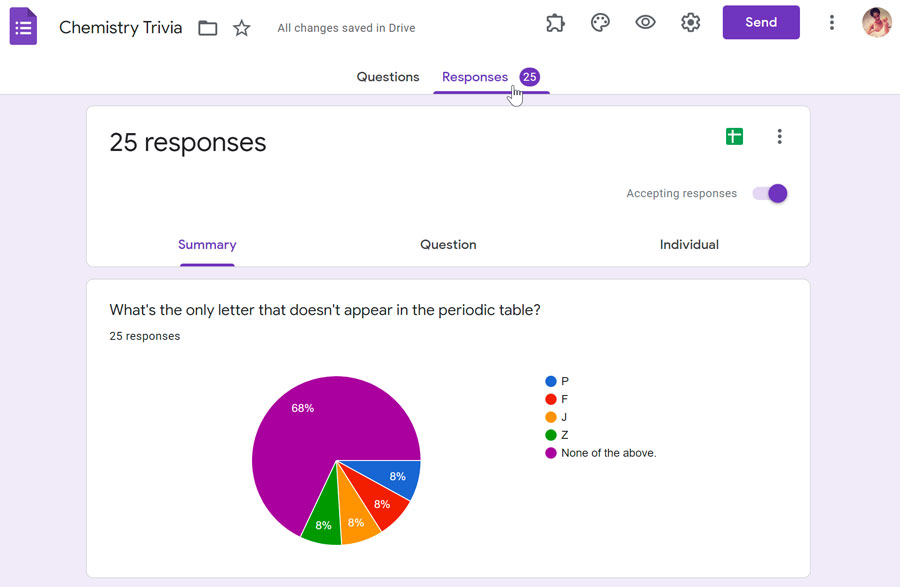 Chemistry Trivia
All changes saved in Drive
Send
Questions
Responses 25
25 responses
Accepting responses
Summary
Question
Individual
What's the only letter that doesn't appear in the periodic table?
25 responses
68%
8%
8%
8%
8%
P
F
J
Z
None of the above.